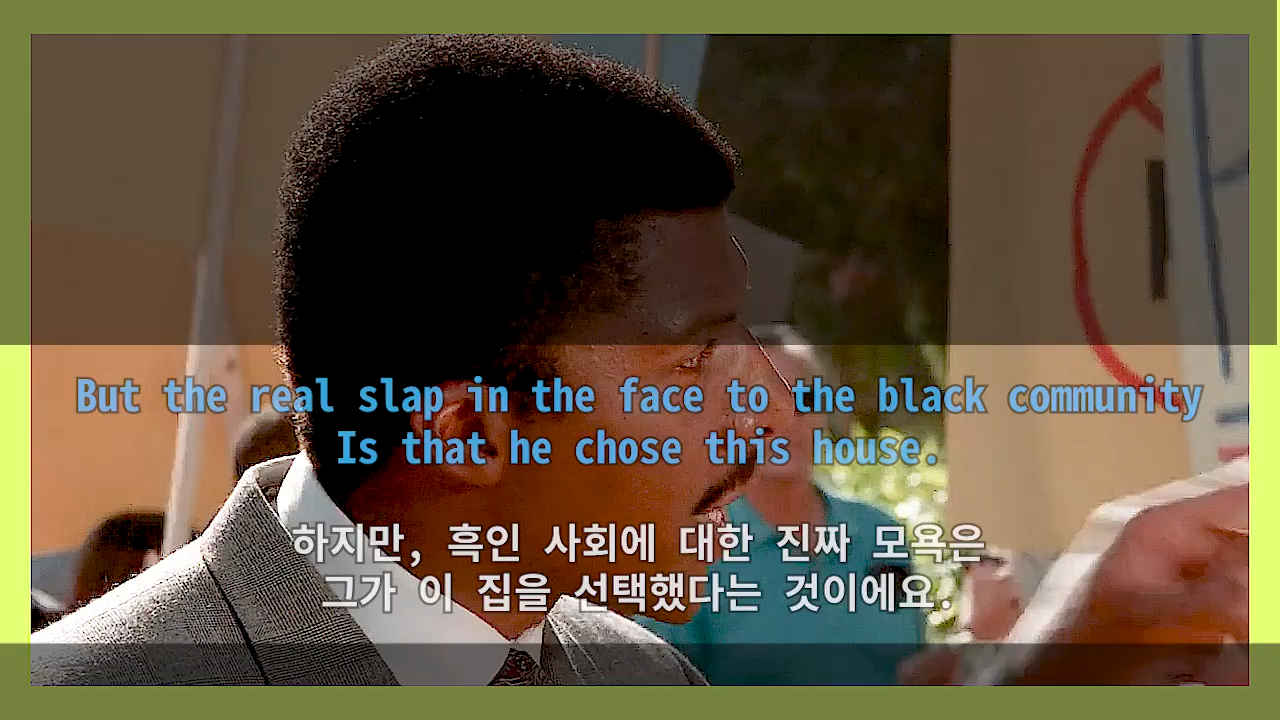 But the real slap in the face to the black community
Is that he chose this house.
하지만, 흑인 사회에 대한 진짜 모욕은
그가 이 집을 선택했다는 것이에요.